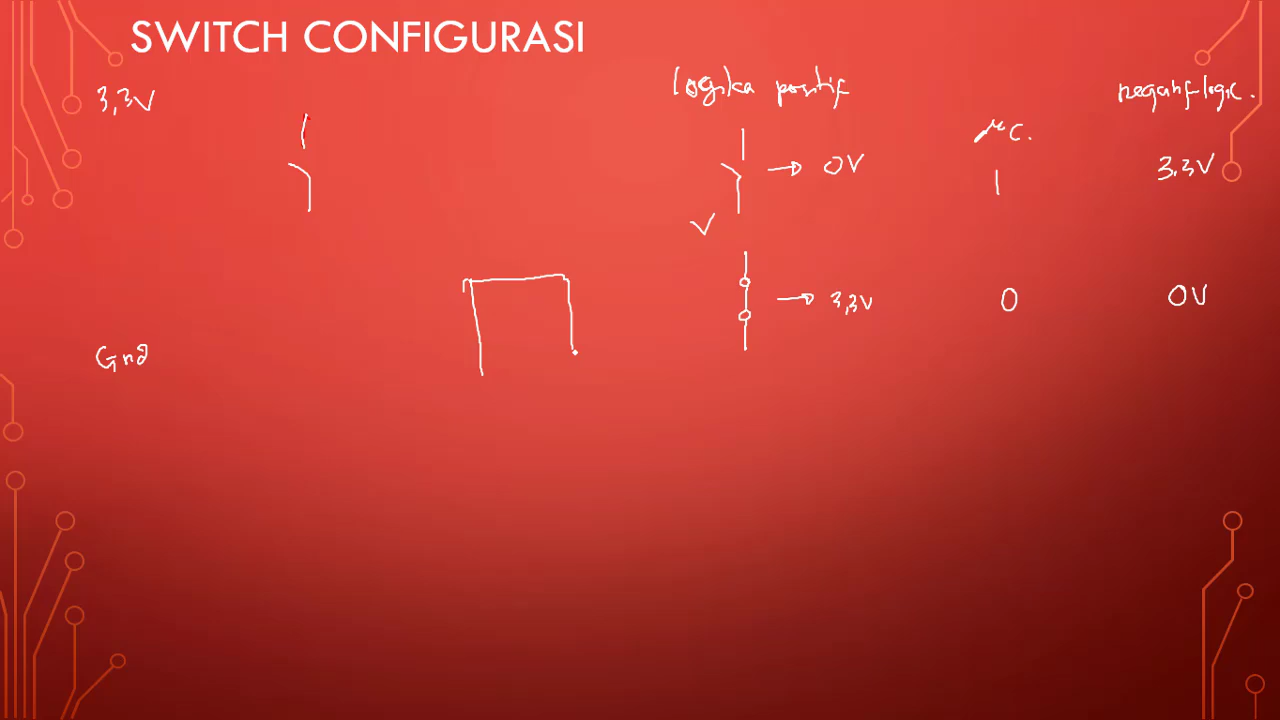 SWITCH CONFIGURASI
3,3V
logika positif
negatif logic.
μC.
0V
1
3.3V
3,3V
0
0V
Gnd